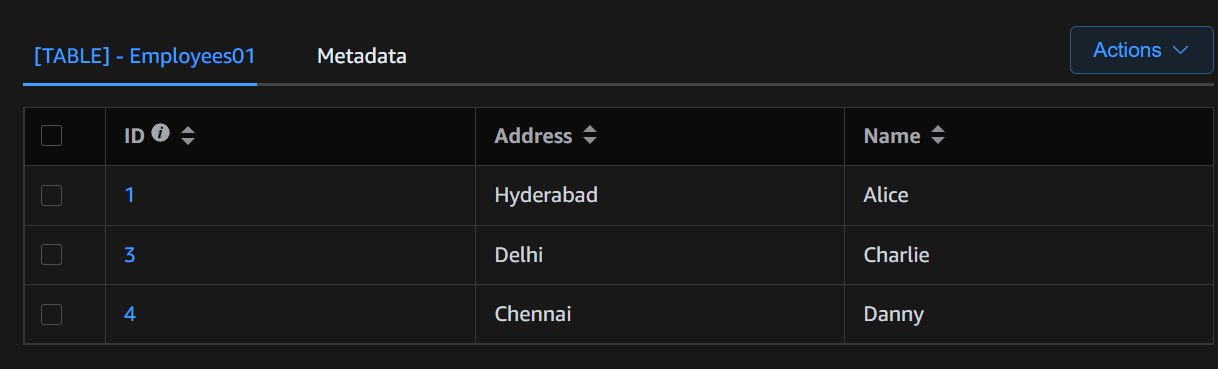 [TABLE] - Employees01 Metadata Actions
ID Address Name
1 Hyderabad Alice
3 Delhi Charlie
4 Chennai Danny